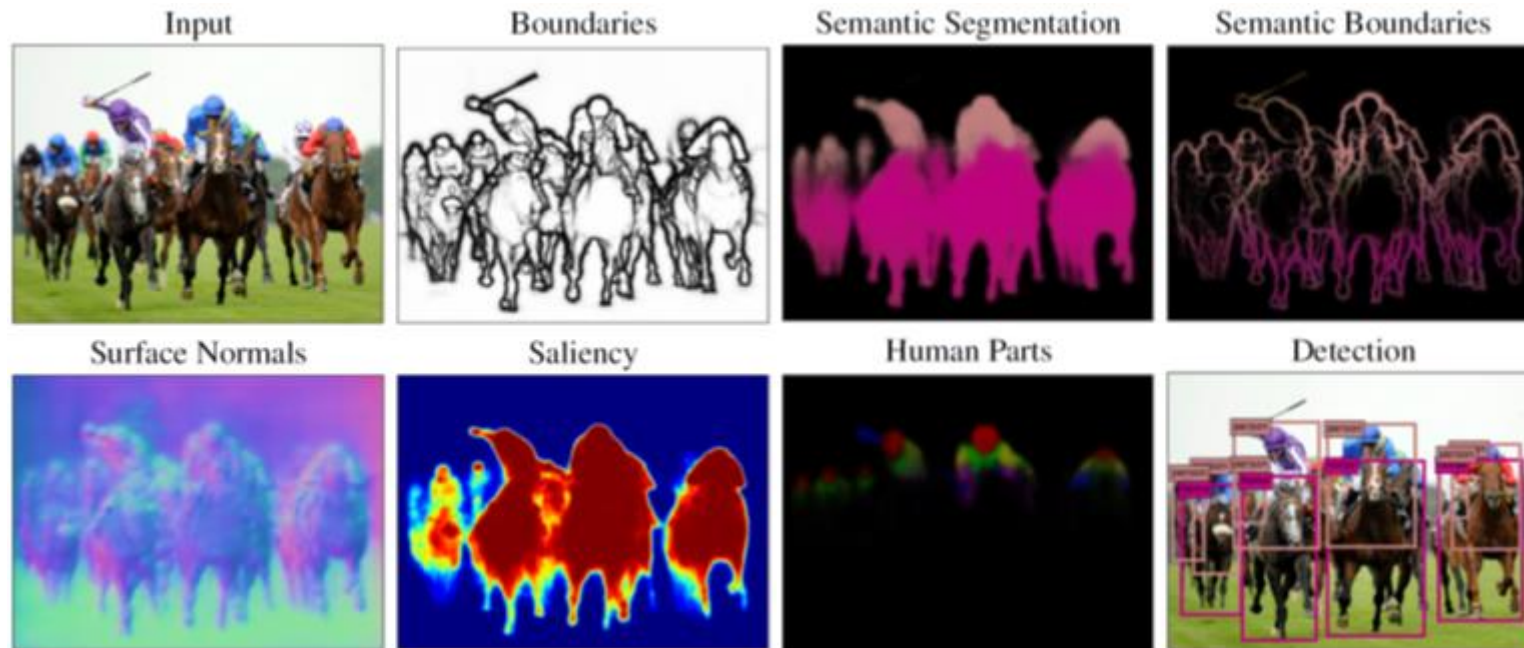 Input
Boundaries
Semantic Segmentation
Semantic Boundaries
Surface Normals
Saliency
Human Parts
Detection